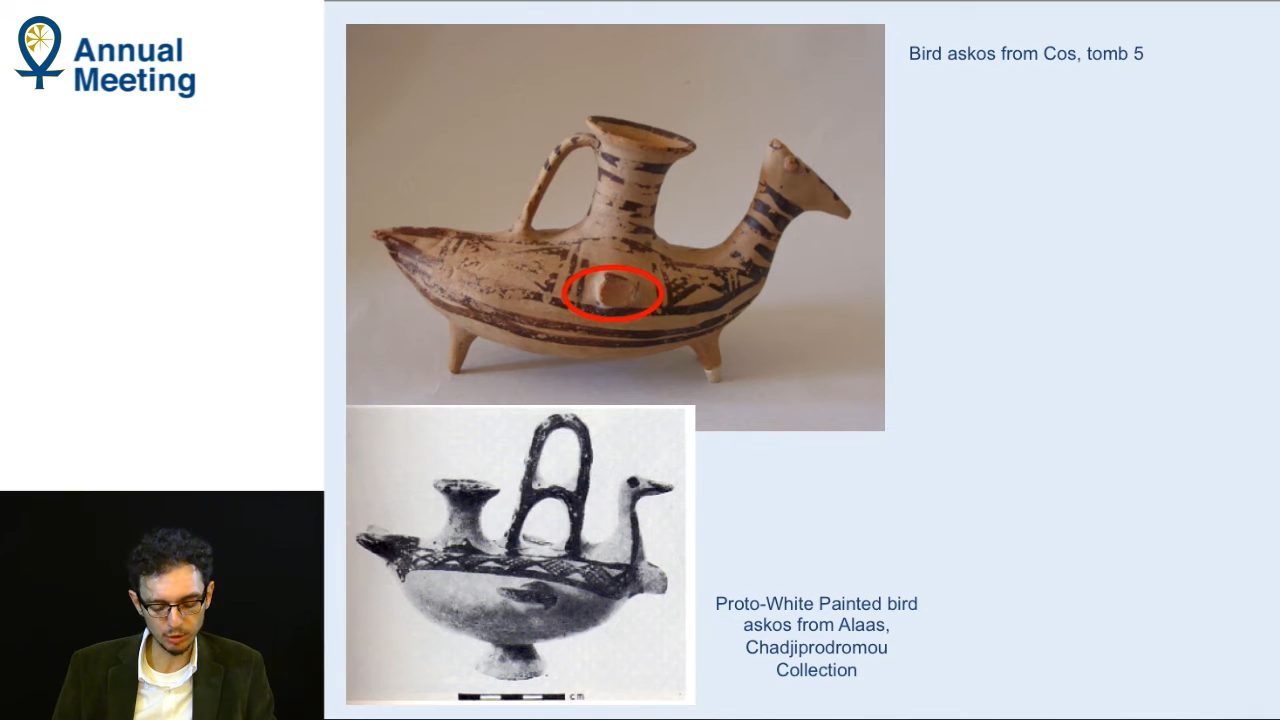 Annual
Meeting
Bird askos from Cos, tomb 5
Proto-White Painted bird
askos from Alaas,
Chadjiprodromou
Collection
cm